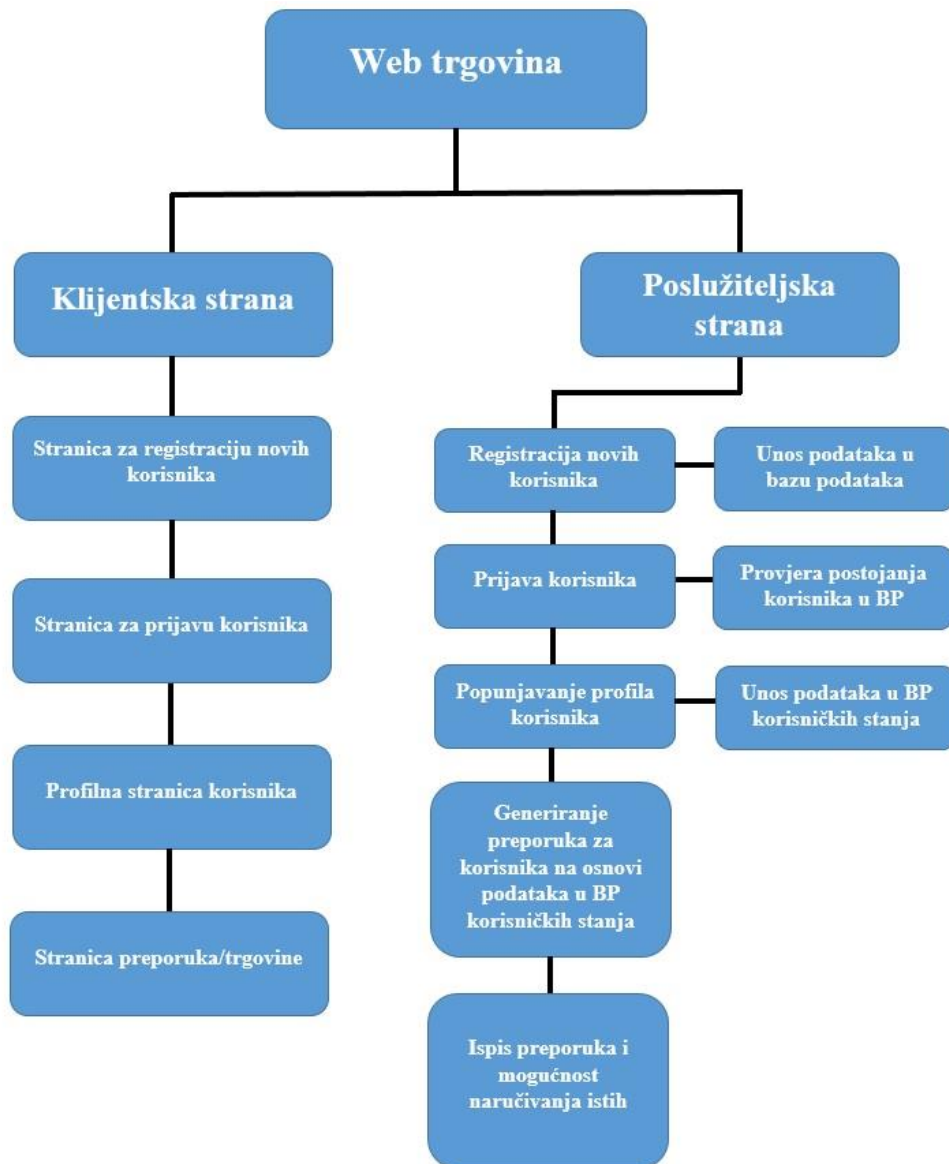 Web trgovina
Klijentska strana
Stranica za registraciju novih
korisnika
Stranica za prijavu korisnika
Profilna stranica korisnika
Stranica preporuka/trgovine
Poslužiteljska
strana
Registracija novih
korisnika
Unos podataka u
bazu podataka
Prijava korisnika
Provjera postojanja
korisnika u BP
Popunjavanje profila
korisnika
Unos podataka u BP
korisničkih stanja
Generiranje
preporuka za
korisnika na osnovi
podataka u BP
korisničkih stanja
Ispis preporuka i
mogućnost
naručivanja istih